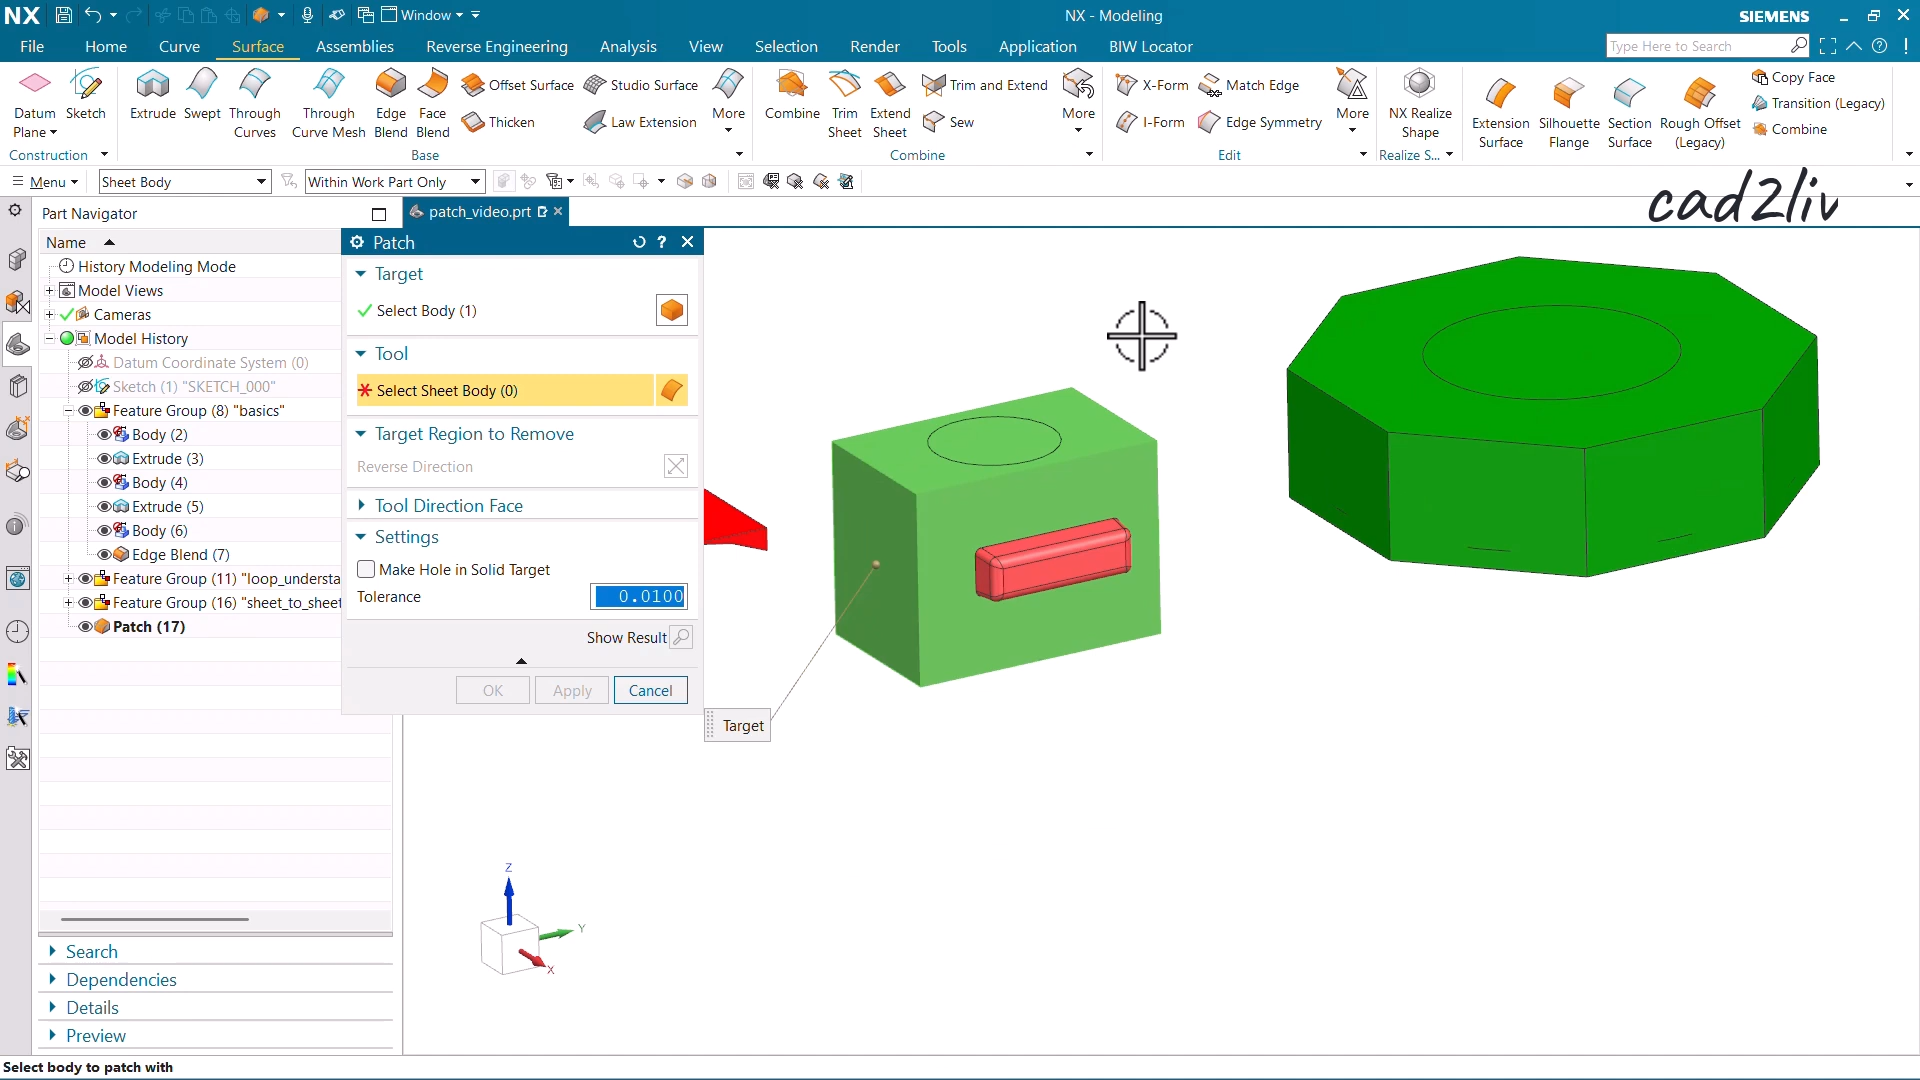 NX
Window
NX - Modeling
SIEMENS
File Home Curve Surface Assemblies Reverse Engineering Analysis View Selection Render Tools Application BIW Locator
Type Here to Search
Datum Plane
Sketch
Extrude
Swept
Through Curves
Through Curve Mesh
Edge Blend
Face Blend
Offset Surface
Thicken
Studio Surface
Law Extension
More
Combine
Trim Sheet
Extend Sheet
Trim and Extend
Sew
More
X-Form
I-Form
Match Edge
Edge Symmetry
More
NX Realize Shape
Extension Surface
Silhouette Flange
Section Surface
Rough Offset (Legacy)
Copy Face
Transition (Legacy)
Combine
Construction Base Combine Edit Realize S...
Menu Sheet Body Within Work Part Only
cad2liv
Part Navigator
patch_video.prt
Name
History Modeling Mode
Model Views
Cameras
Model History
Datum Coordinate System (0)
Sketch (1) "SKETCH_000"
Feature Group (8) "basics"
Body (2)
Extrude (3)
Body (4)
Extrude (5)
Body (6)
Edge Blend (7)
Feature Group (11) "loop_understa
Feature Group (16) "sheet_to_sheet
Patch (17)
Search
Dependencies
Details
Preview
Patch
Target
Select Body (1)
Tool
* Select Sheet Body (0)
Target Region to Remove
Reverse Direction
Tool Direction Face
Settings
Make Hole in Solid Target
Tolerance 0.0100
Show Result
OK Apply Cancel
Target
Z
Y
X
Select body to patch with